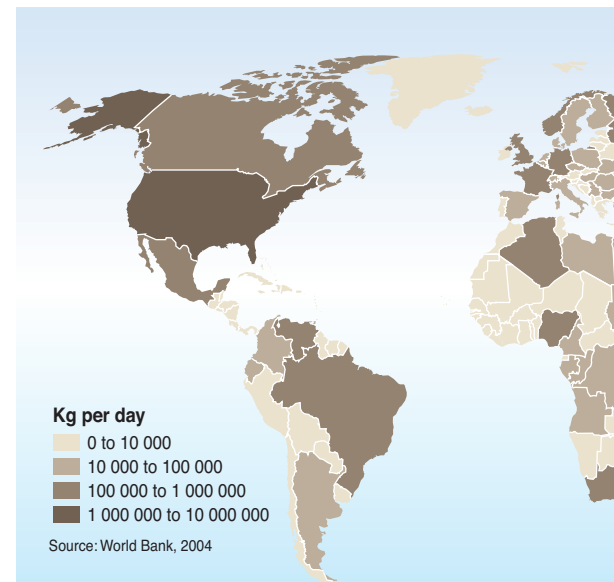 Kg per day
0 to 10 000
10 000 to 100 000
100 000 to 1 000 000
1 000 000 to 10 000 000
Source: World Bank, 2004